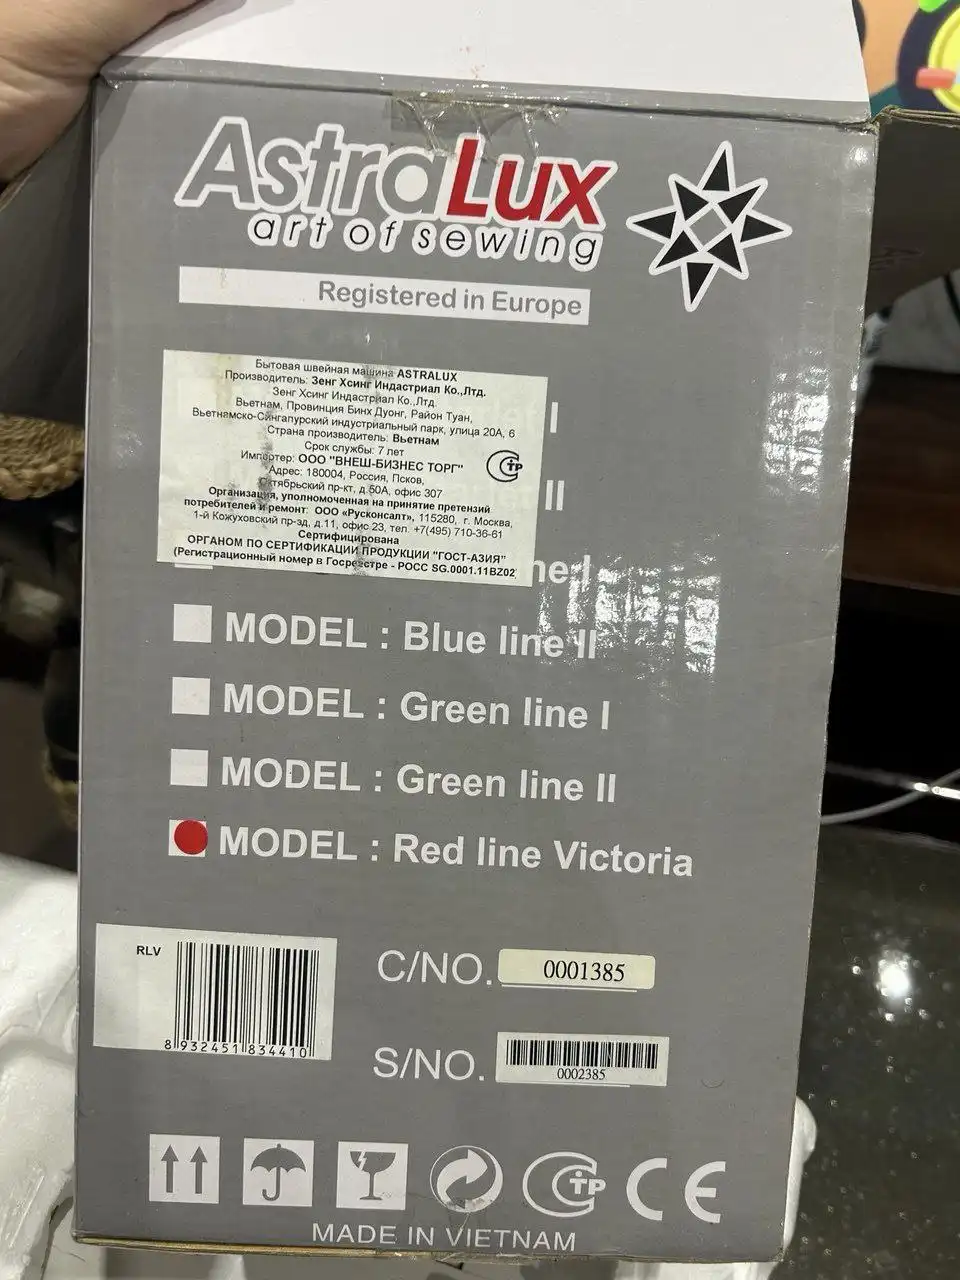 AstraLux
art of sewing
Registered in Europe
Бытовая швейная машина ASTRALUX
Производитель: Зенг Хсинг Индастриал Ко.,Лтд.
Зенг Хсинг Индастриал Ко.,Лтд.
Вьетнам, Провинция Бинх Дуонг, Район Туан,
Вьетнамско-Сингапурский индустриальный парк, улица 20А, 6
Страна производитель: Вьетнам
Срок службы: 7 лет
Импортер: ООО "ВНЕШ-БИЗНЕС ТОРГ"
Адрес: 180004, Россия, Псков,
Октябрьский пр-кт, д.50А, офис 307
Организация, уполномоченная на принятие претензий
потребителей и ремонт: ООО «Русконсалт», 115280, г. Москва,
1-й Кожуховский пр-зд, д.11, офис 23, тел. +7(495) 710-36-61
Сертифицирована
ОРГАНОМ ПО СЕРТИФИКАЦИИ ПРОДУКЦИИ "ГОСТ-АЗИЯ"
(Регистрационный номер в Госреестре - РОСС SG.0001.11BZ02)
I
II
ne I
MODEL : Blue line II
MODEL : Green line I
MODEL : Green line II
MODEL : Red line Victoria
RLV
8 932451 834410
C/NO. 0001385
S/NO.
0002385
MADE IN VIETNAM